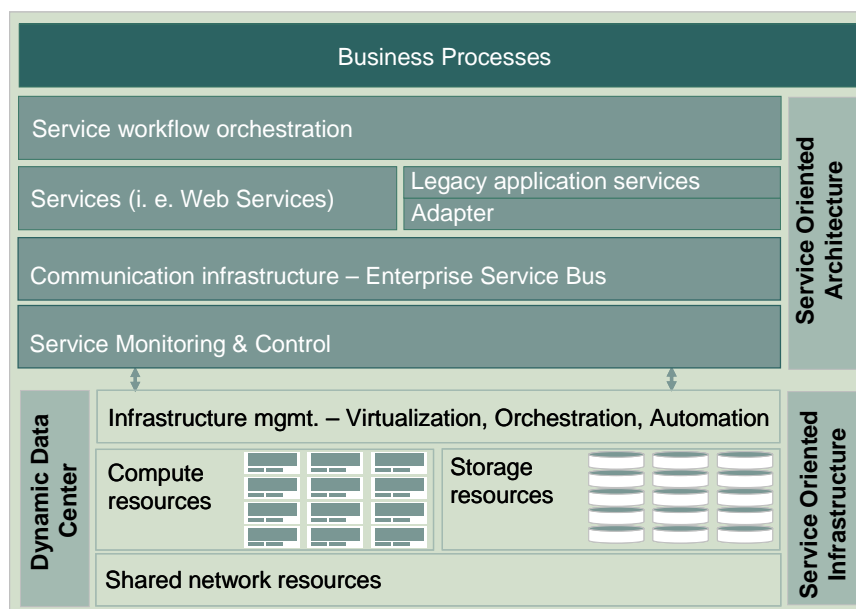 Business Processes
Service workflow orchestration
Services (i. e. Web Services)
Legacy application services
Adapter
Communication infrastructure – Enterprise Service Bus
Service Monitoring & Control
Service Oriented
Architecture
Infrastructure mgmt. – Virtualization, Orchestration, Automation
Compute
resources
Storage
resources
Shared network resources
Dynamic Data
Center
Service Oriented
Infrastructure